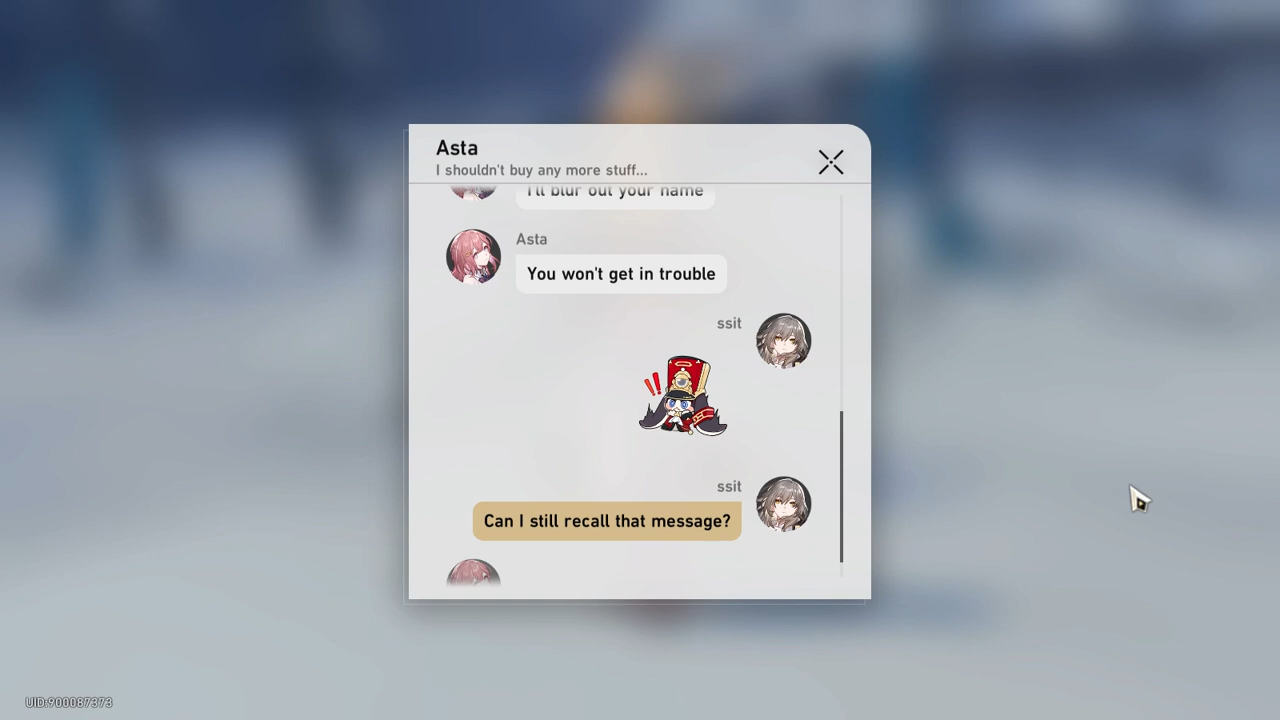 Asta
I shouldn't buy any more stuff...
I'll blur out your name
Asta
You won't get in trouble
ssit
ssit
Can I still recall that message?
UID:900087373